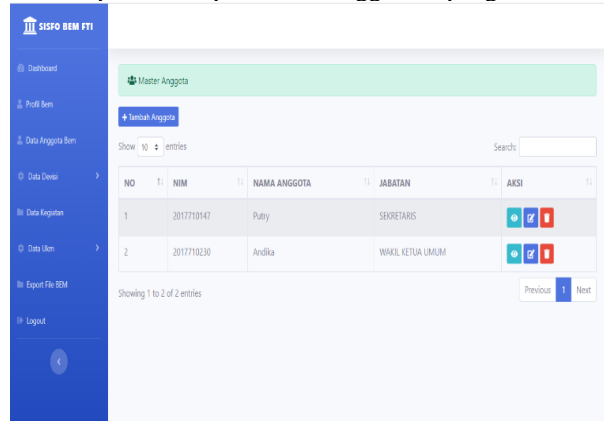 SISFO BEM FTI
Dashboard
Profil Bem
Data Anggota Bem
Data Devisi
Data Kegiatan
Data Ukm
Export File BEM
Logout
Master Anggota
+ Tambah Anggota
Show 10 entries
Search:
NO NIM NAMA ANGGOTA JABATAN AKSI
1 2017710147 Putry SEKRETARIS
2 2017710230 Andika WAKIL KETUA UMUM
Showing 1 to 2 of 2 entries
Previous 1 Next